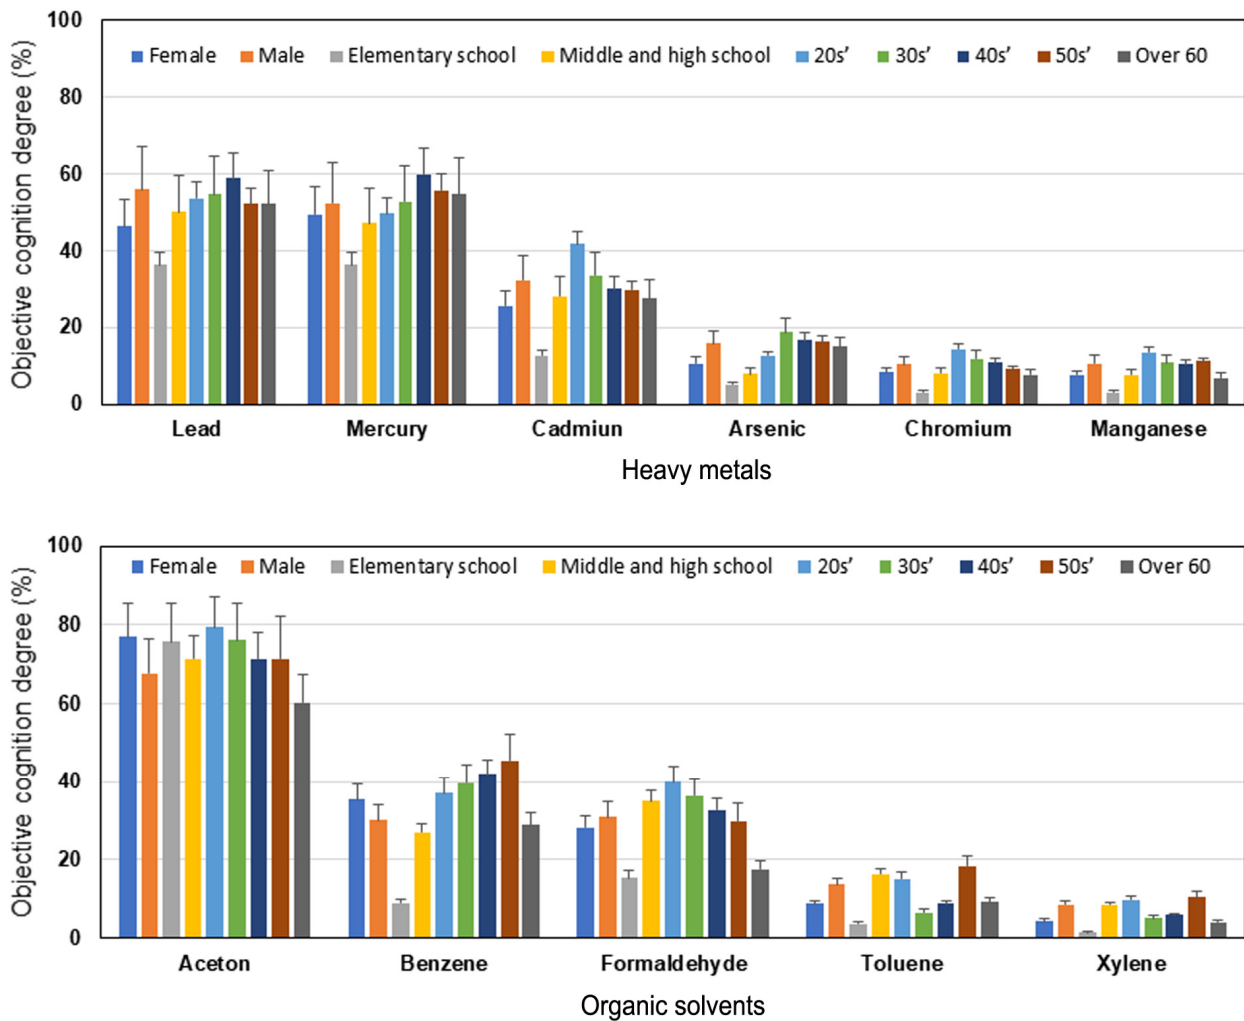 100
80
60
40
20
0
Objective cognition degree (%)
Female Male Elementary school Middle and high school 20s’ 30s’ 40s’ 50s’ Over 60
Lead Mercury Cadmiun Arsenic Chromium Manganese
Heavy metals
100
80
60
40
20
0
Objective cognition degree (%)
Female Male Elementary school Middle and high school 20s’ 30s’ 40s’ 50s’ Over 60
Aceton Benzene Formaldehyde Toluene Xylene
Organic solvents